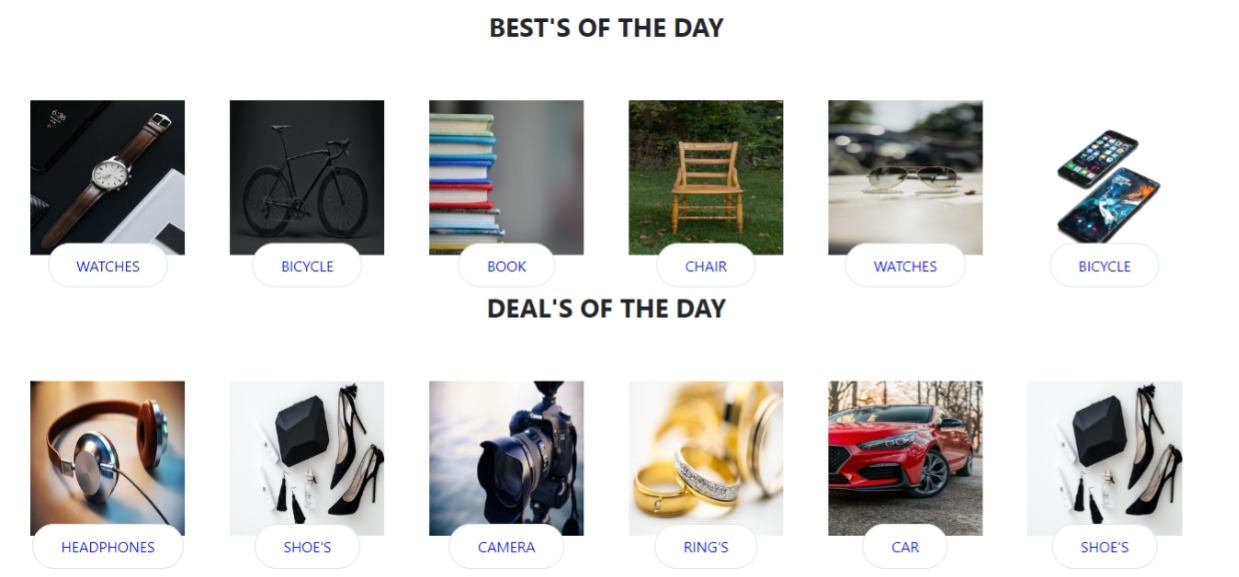 BEST'S OF THE DAY
WATCHES BICYCLE BOOK CHAIR WATCHES BICYCLE
DEAL'S OF THE DAY
HEADPHONES SHOE'S CAMERA RING'S CAR SHOE'S